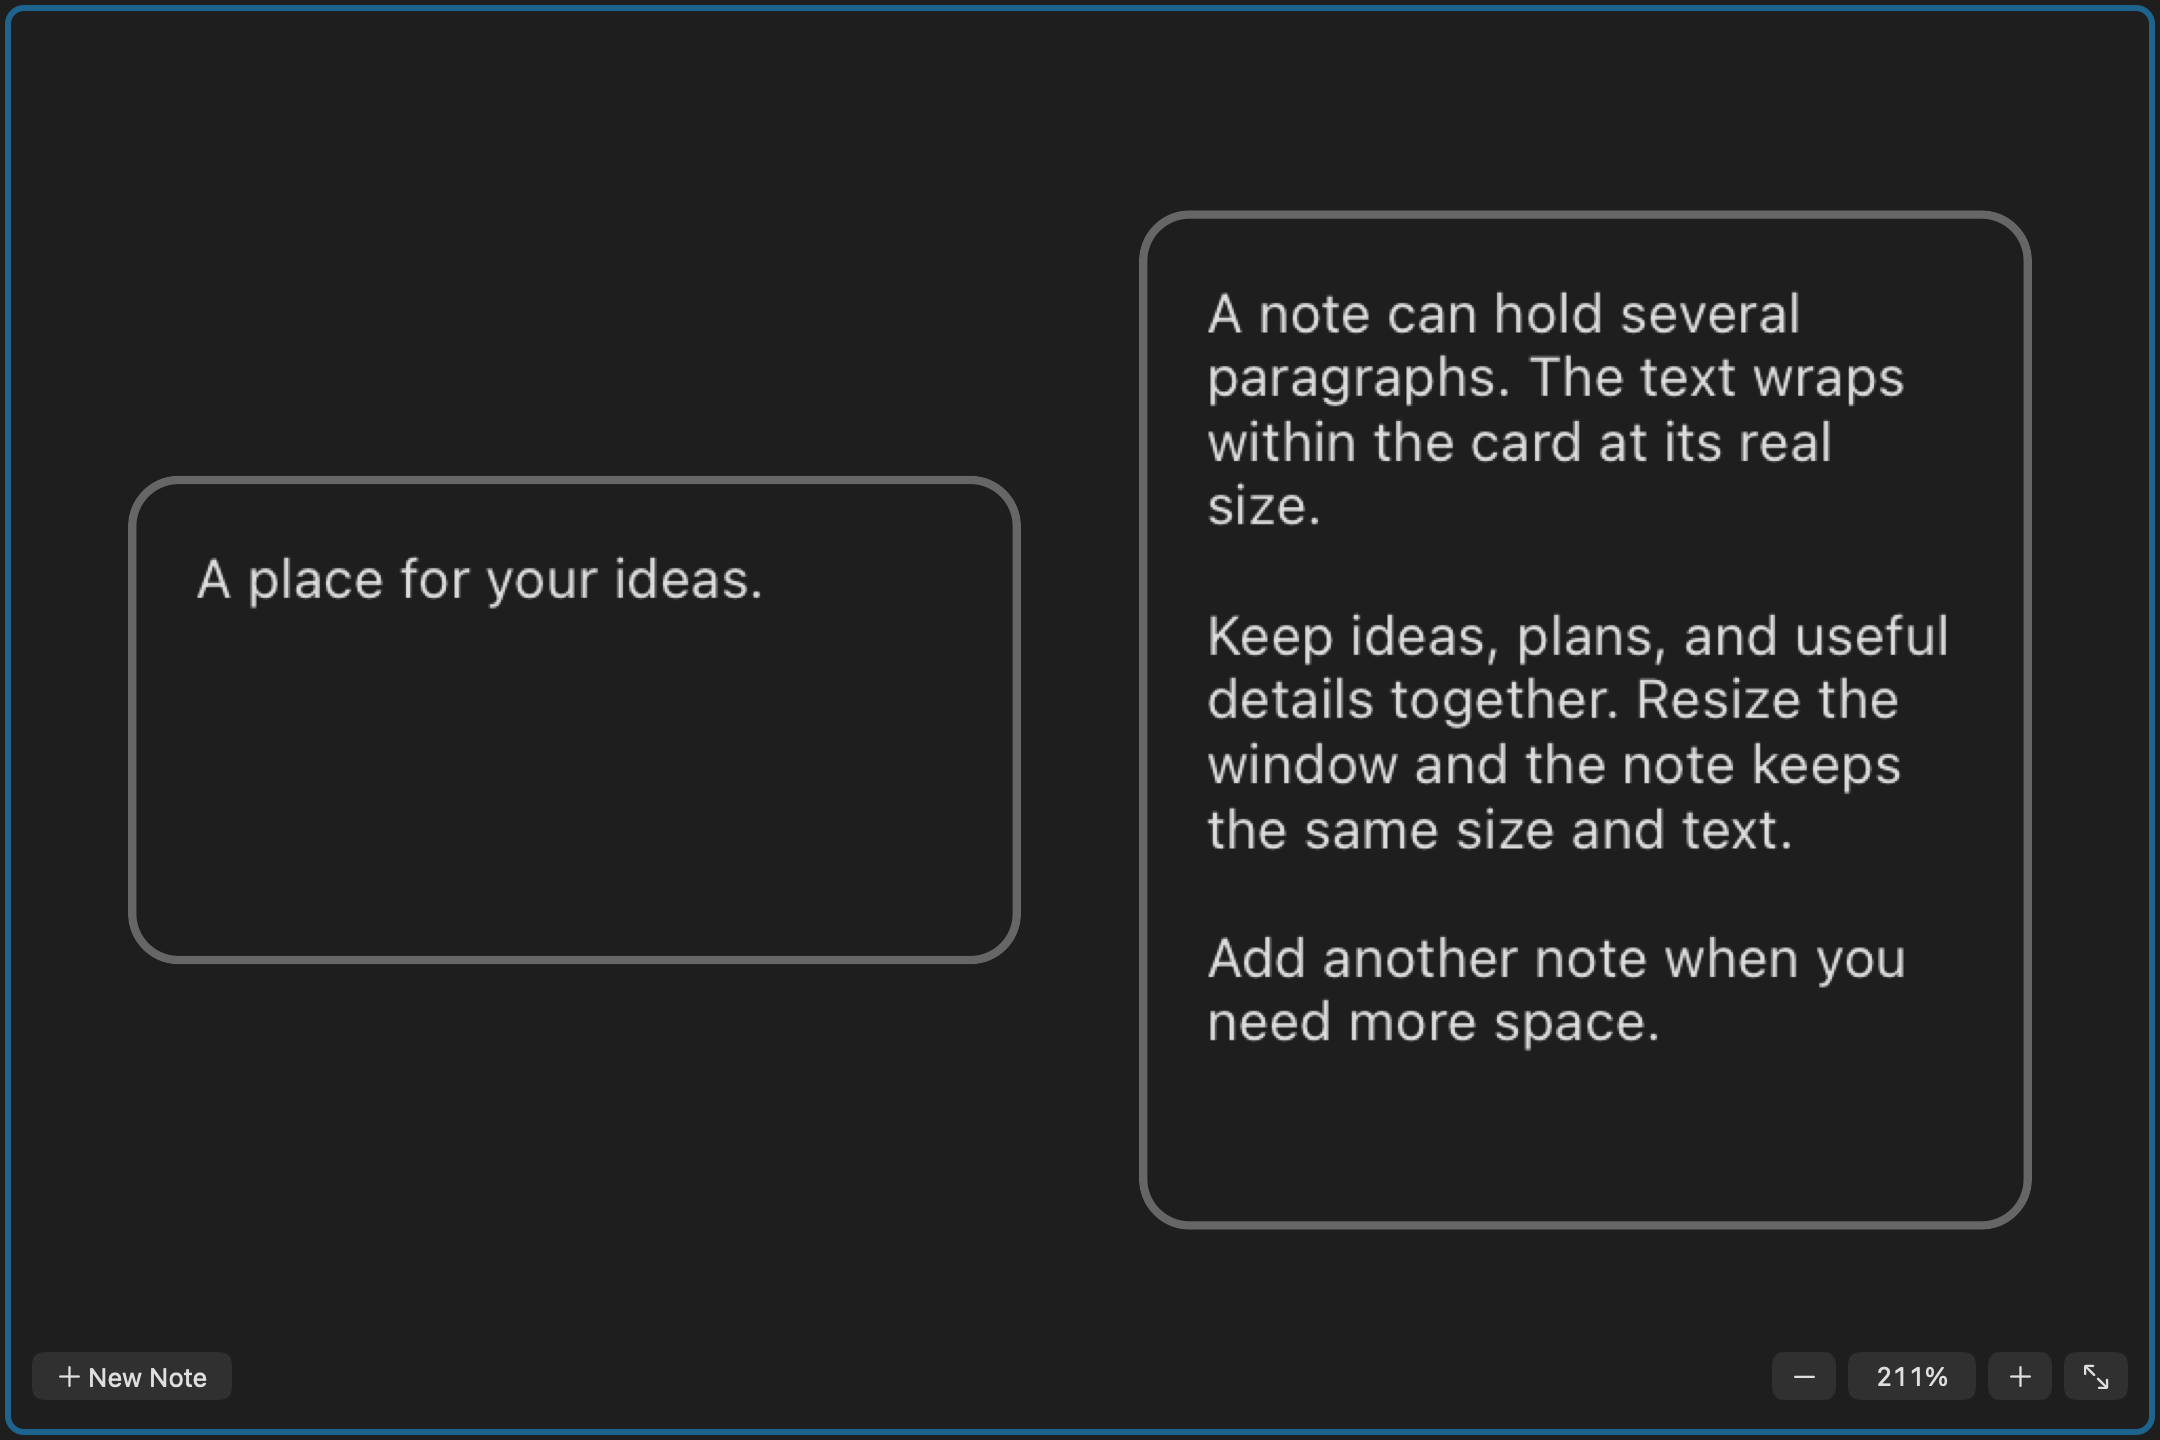 A place for your ideas.
A note can hold several
paragraphs. The text wraps
within the card at its real
size.
Keep ideas, plans, and useful
details together. Resize the
window and the note keeps
the same size and text.
Add another note when you
need more space.
+ New Note
− 211% +